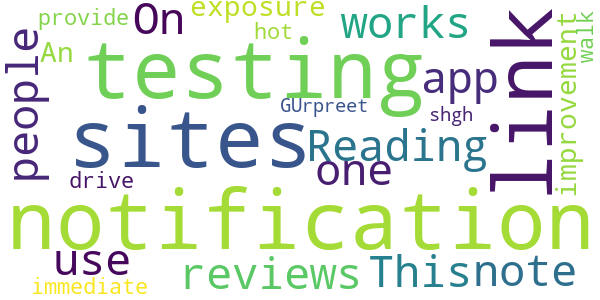 provide On exposure
hot works
An
people testing app link improvement walk
GUrpreet
sites shgh
Reading
one
drive
notification
use
reviews Thisnote
immediate